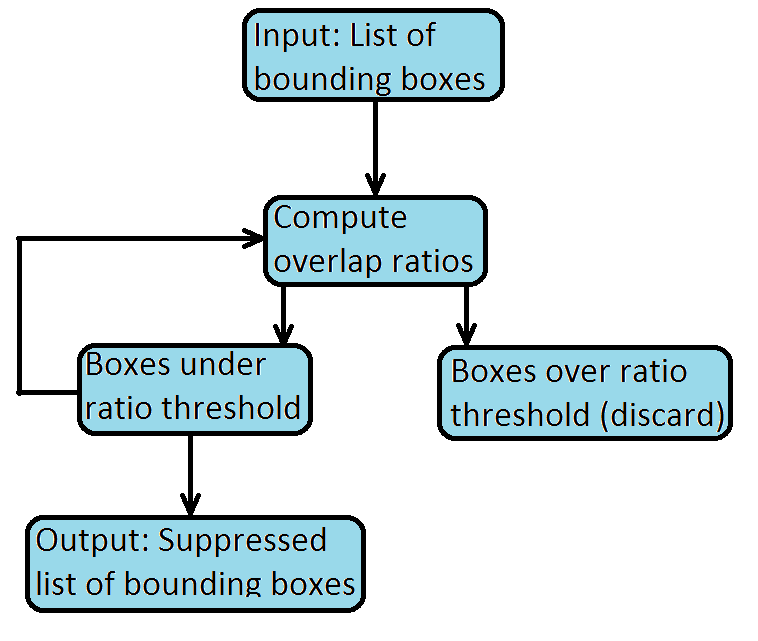 Input: List of
bounding boxes
Compute
overlap ratios
Boxes under
ratio threshold
Boxes over ratio
threshold (discard)
Output: Suppressed
list of bounding boxes